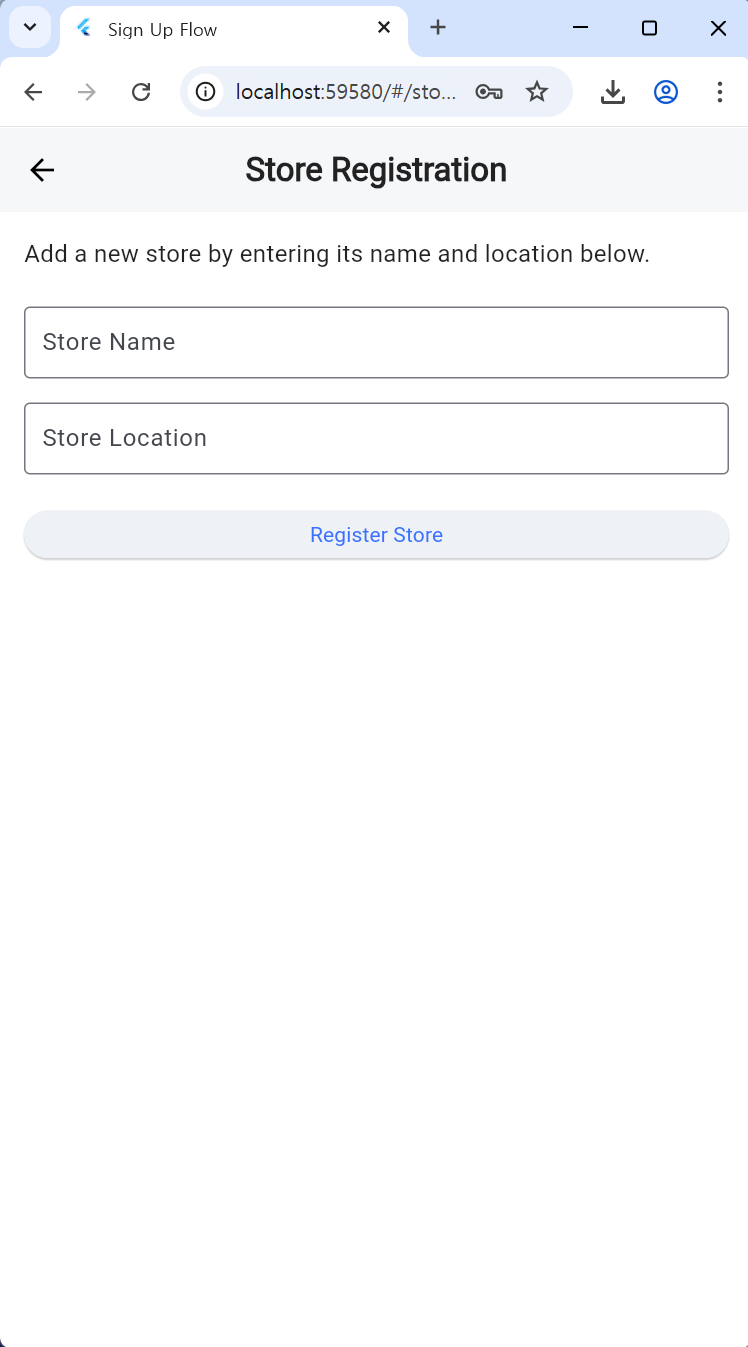 Sign Up Flow
localhost:59580/#/sto...
Store Registration
Add a new store by entering its name and location below.
Store Name
Store Location
Register Store